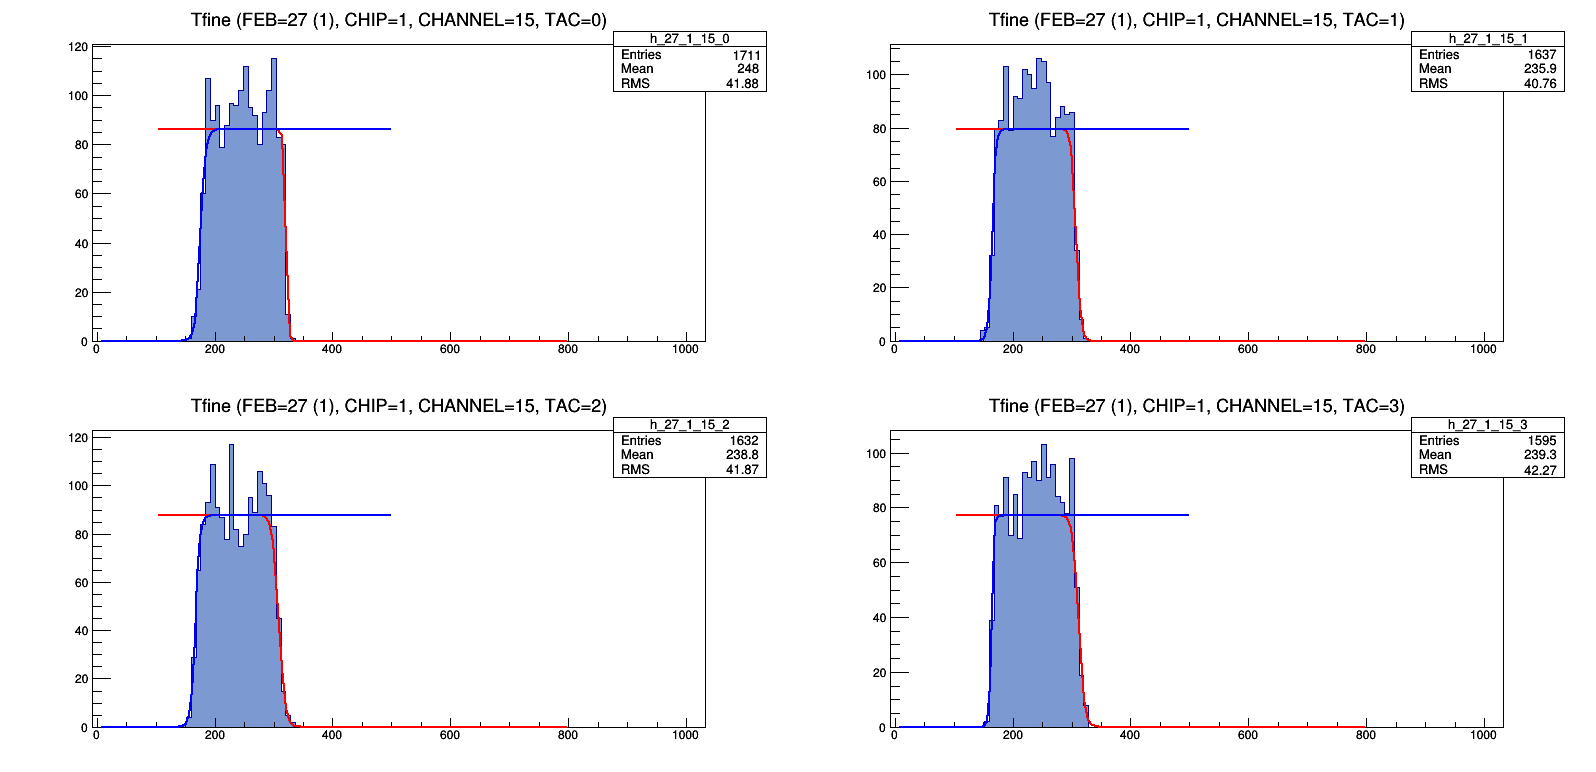 Tfine (FEB=27 (1), CHIP=1, CHANNEL=15, TAC=0)
h_27_1_15_0
Entries 1711
Mean 248
RMS 41.88
120
100
80
60
40
20
0
0 200 400 600 800 1000
Tfine (FEB=27 (1), CHIP=1, CHANNEL=15, TAC=1)
h_27_1_15_1
Entries 1637
Mean 235.9
RMS 40.76
100
80
60
40
20
0
0 200 400 600 800 1000
Tfine (FEB=27 (1), CHIP=1, CHANNEL=15, TAC=2)
h_27_1_15_2
Entries 1632
Mean 238.8
RMS 41.87
120
100
80
60
40
20
0
0 200 400 600 800 1000
Tfine (FEB=27 (1), CHIP=1, CHANNEL=15, TAC=3)
h_27_1_15_3
Entries 1595
Mean 239.3
RMS 42.27
100
80
60
40
20
0
0 200 400 600 800 1000